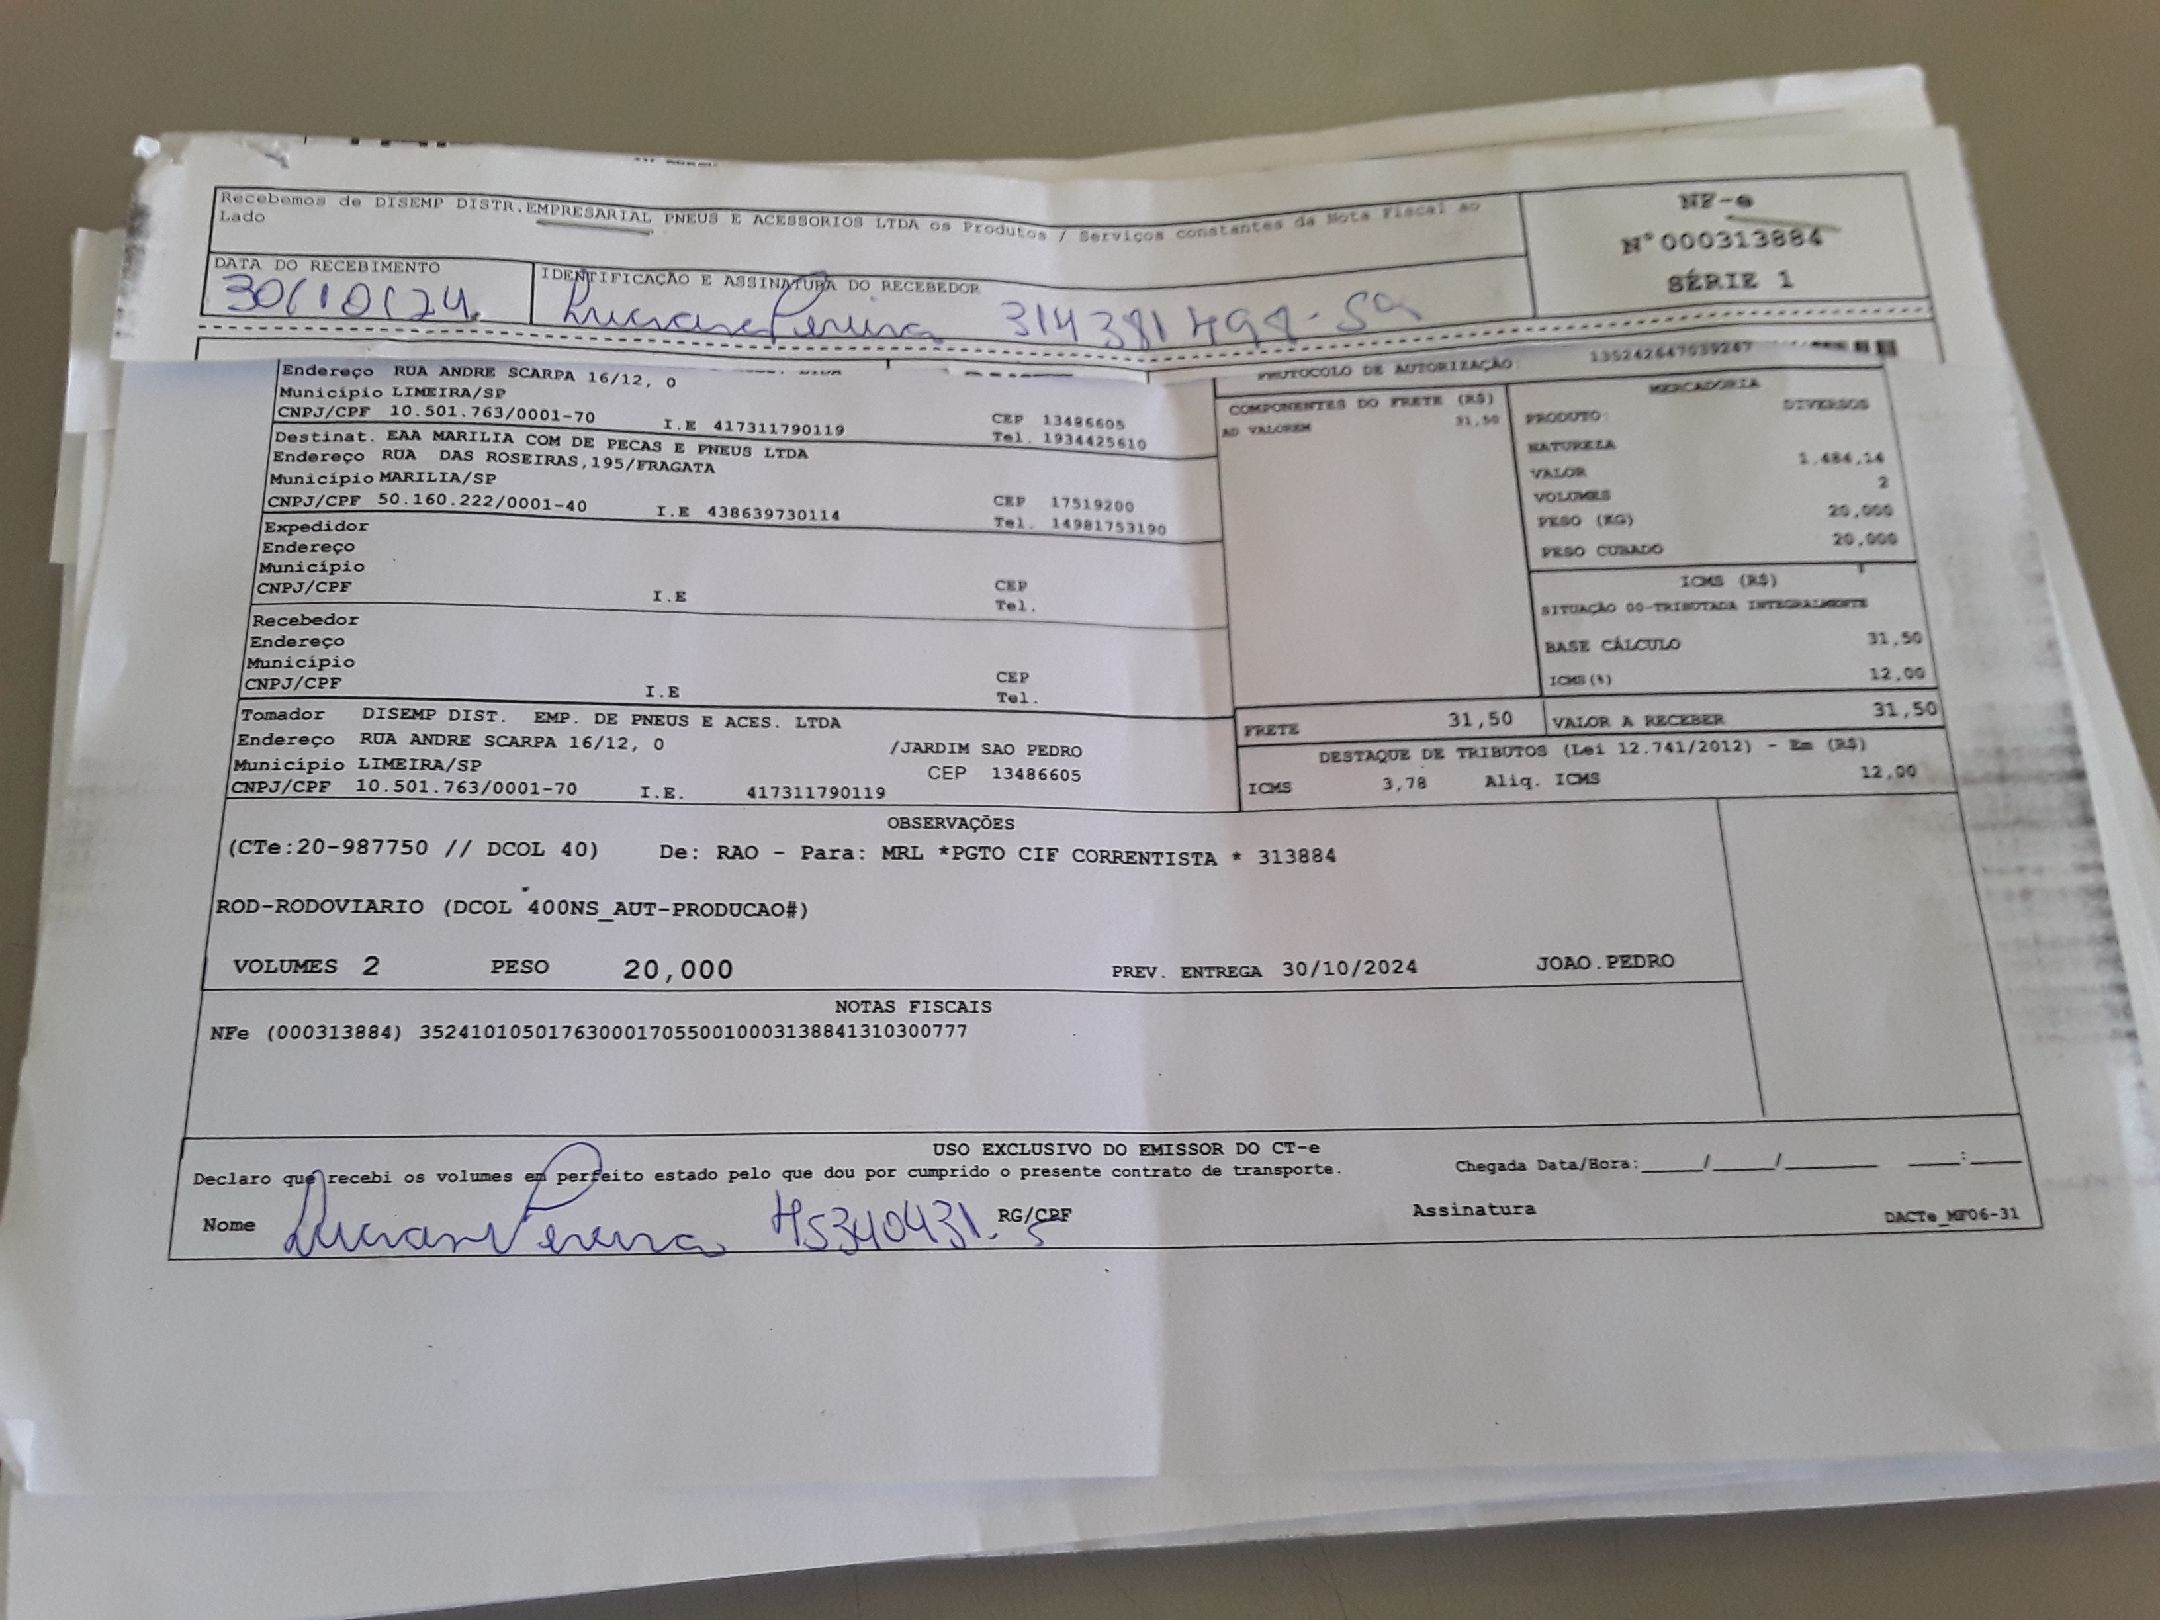 Recebemos de DISEMP DISTR.EMPRESARIAL PNEUS E ACESSORIOS LTDA os Produtos / Serviços constantes da Nota Fiscal ao
Lado
NF-e
N°000313884
SÉRIE 1
DATA DO RECEBIMENTO
30/10/24
IDENTIFICAÇÃO E ASSINATURA DO RECEBEDOR
Pereira
PROTOCOLO DE AUTORIZAÇÃO: 135242647039247
Endereço RUA ANDRE SCARPA 16/12, 0
Município LIMEIRA/SP
CNPJ/CPF 10.501.763/0001-70 I.E 417311790119 CEP 13486605
Tel. 1934425610
Destinat. EAA MARILIA COM DE PECAS E PNEUS LTDA
Endereço RUA DAS ROSEIRAS,195/FRAGATA
Município MARILIA/SP
CNPJ/CPF 50.160.222/0001-40 I.E 438639730114 CEP 17519200
Tel. 14981753190
Expedidor
Endereço
Município
CNPJ/CPF I.E CEP
Tel.
Recebedor
Endereço
Município
CNPJ/CPF I.E CEP
Tel.
Tomador DISEMP DIST. EMP. DE PNEUS E ACES. LTDA
Endereço RUA ANDRE SCARPA 16/12, 0 /JARDIM SAO PEDRO
Município LIMEIRA/SP CEP 13486605
CNPJ/CPF 10.501.763/0001-70 I.E. 417311790119
COMPONENTES DO FRETE (R$)
AD VALOREM 31,50
MERCADORIA
PRODUTO: DIVERSOS
NATUREZA
VALOR 1.484,14
VOLUMES 2
PESO (KG) 20,000
PESO CUBADO 20,000
ICMS (R$)
SITUAÇÃO 00-TRIBUTADA INTEGRALMENTE
BASE CÁLCULO 31,50
ICMS(%) 12,00
FRETE 31,50 VALOR A RECEBER 31,50
DESTAQUE DE TRIBUTOS (Lei 12.741/2012) - Em (R$)
ICMS 3,78 Aliq. ICMS 12,00
OBSERVAÇÕES
(CTe:20-987750 // DCOL 40) De: RAO - Para: MRL *PGTO CIF CORRENTISTA * 313884
ROD-RODOVIARIO (DCOL 400NS_AUT-PRODUCAO#)
VOLUMES 2 PESO 20,000 PREV. ENTREGA 30/10/2024 JOAO.PEDRO
NOTAS FISCAIS
NFe (000313884) 35241010501763000170550010003138841310300777
USO EXCLUSIVO DO EMISSOR DO CT-e
Declaro que recebi os volumes em perfeito estado pelo que dou por cumprido o presente contrato de transporte. Chegada Data/Hora:_____/_____/_______ ____:____
Nome Pereira 45340431.5 RG/CPF Assinatura
DACTe_MF06-31